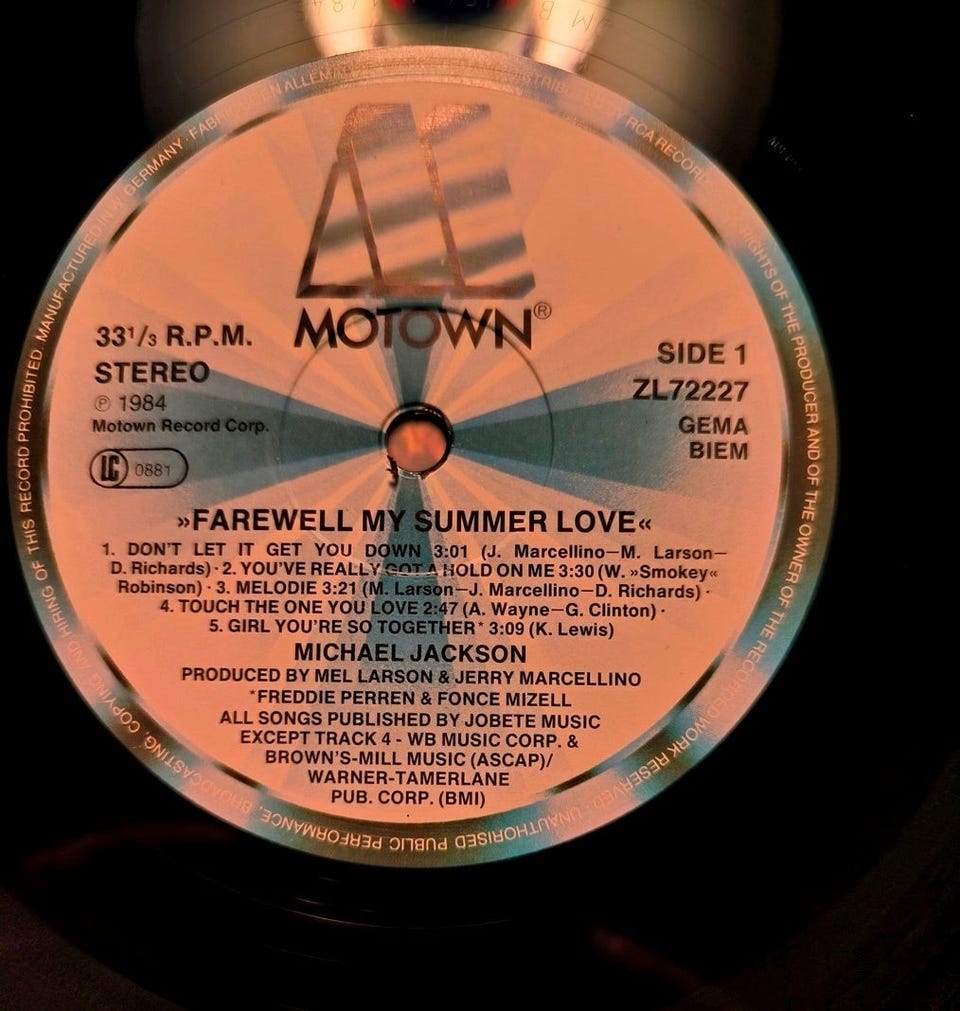 MOTOWN®
33 1/3 R.P.M.
STEREO
℗ 1984
Motown Record Corp.
LC 0881
SIDE 1
ZL72227
GEMA
BIEM
»FAREWELL MY SUMMER LOVE«
1. DON'T LET IT GET YOU DOWN 3:01 (J. Marcellino—M. Larson—
D. Richards) · 2. YOU'VE REALLY GOT A HOLD ON ME 3:30 (W. »Smokey«
Robinson) · 3. MELODIE 3:21 (M. Larson—J. Marcellino—D. Richards) ·
4. TOUCH THE ONE YOU LOVE 2:47 (A. Wayne—G. Clinton) ·
5. GIRL YOU'RE SO TOGETHER* 3:09 (K. Lewis)
MICHAEL JACKSON
PRODUCED BY MEL LARSON & JERRY MARCELLINO
*FREDDIE PERREN & FONCE MIZELL
ALL SONGS PUBLISHED BY JOBETE MUSIC
EXCEPT TRACK 4 - WB MUSIC CORP. &
BROWN'S-MILL MUSIC (ASCAP)/
WARNER-TAMERLANE
PUB. CORP. (BMI)
RCA RECORDS RIGHTS OF THE PRODUCER AND OF THE OWNER OF THE RECORDED WORK RESERVED · UNAUTHORISED PUBLIC PERFORMANCE, BROADCASTING, COPYING AND HIRING OF THIS RECORD PROHIBITED. MANUFACTURED IN W. GERMANY ·